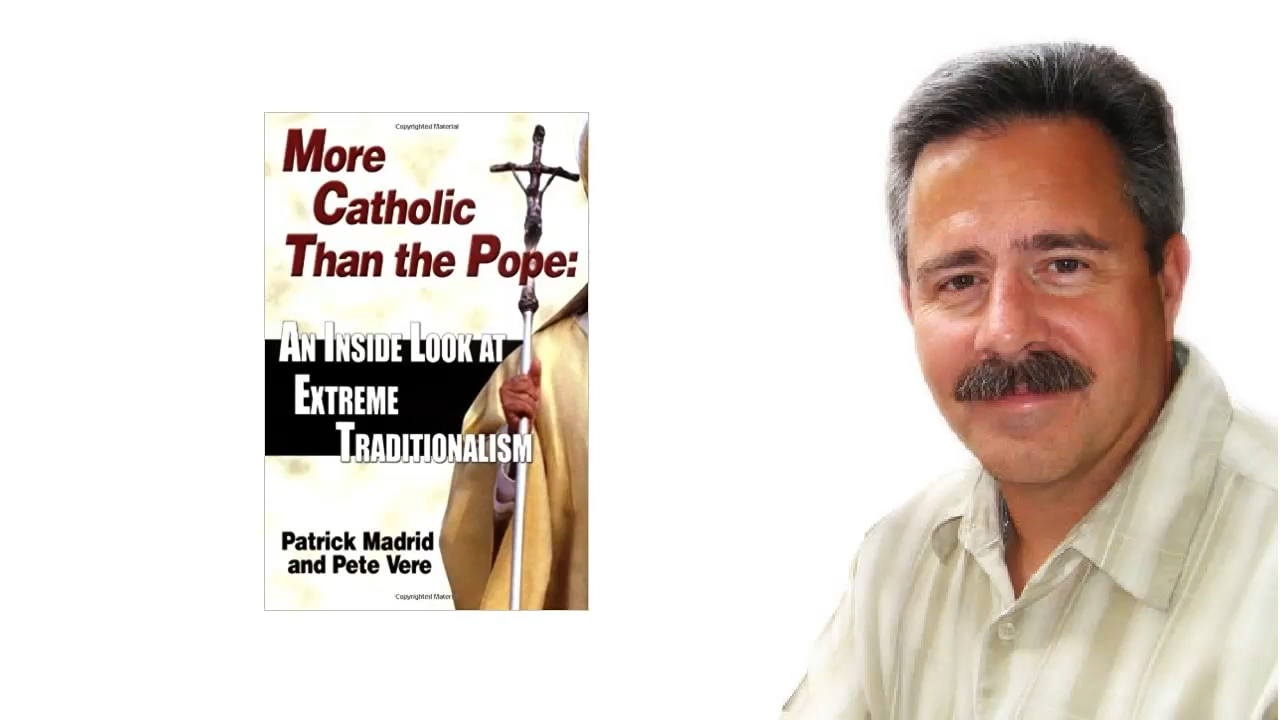 Copyrighted Material
More
Catholic
Than the Pope:
An Inside Look at
Extreme
Traditionalism
Patrick Madrid
and Pete Vere
Copyrighted Mater